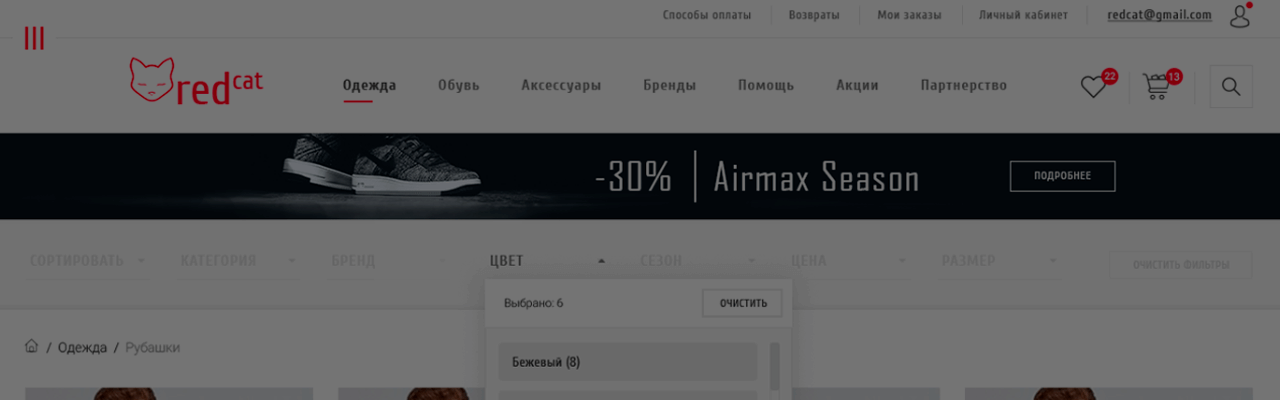 Способы оплаты Возвраты Мои заказы Личный кабинет redcat@gmail.com
redcat Одежда Обувь Аксессуары Бренды Помощь Акции Партнерство 22 13
-30% Airmax Season ПОДРОБНЕЕ
СОРТИРОВАТЬ КАТЕГОРИЯ БРЕНД ЦВЕТ СЕЗОН ЦЕНА РАЗМЕР ОЧИСТИТЬ ФИЛЬТРЫ
Выбрано: 6 ОЧИСТИТЬ
/ Одежда / Рубашки
Бежевый (8)